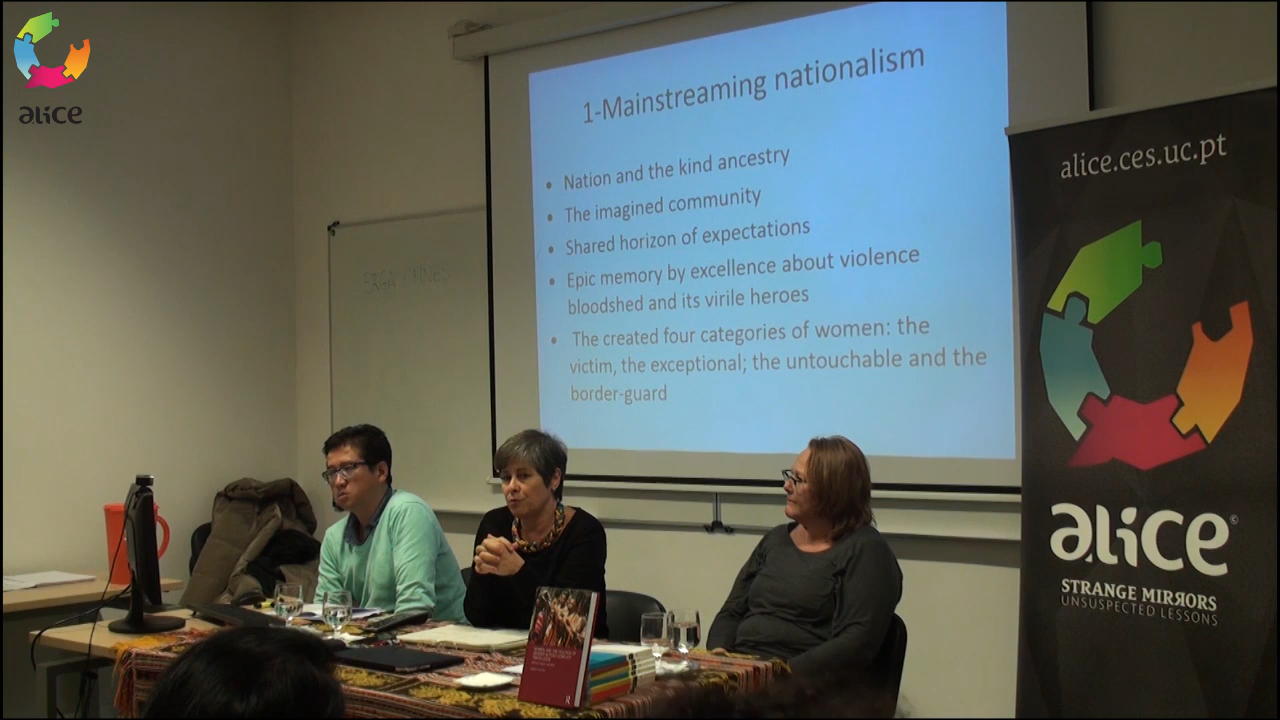 alice
1-Mainstreaming nationalism
• Nation and the kind ancestry
• The imagined community
• Shared horizon of expectations
• Epic memory by excellence about violence
bloodshed and its virile heroes
• The created four categories of women: the
victim, the exceptional; the untouchable and the
border-guard
ERGA OMNES
alice.ces.uc.pt
alice©
STRANGE MIRRORS
UNSUSPECTED LESSONS